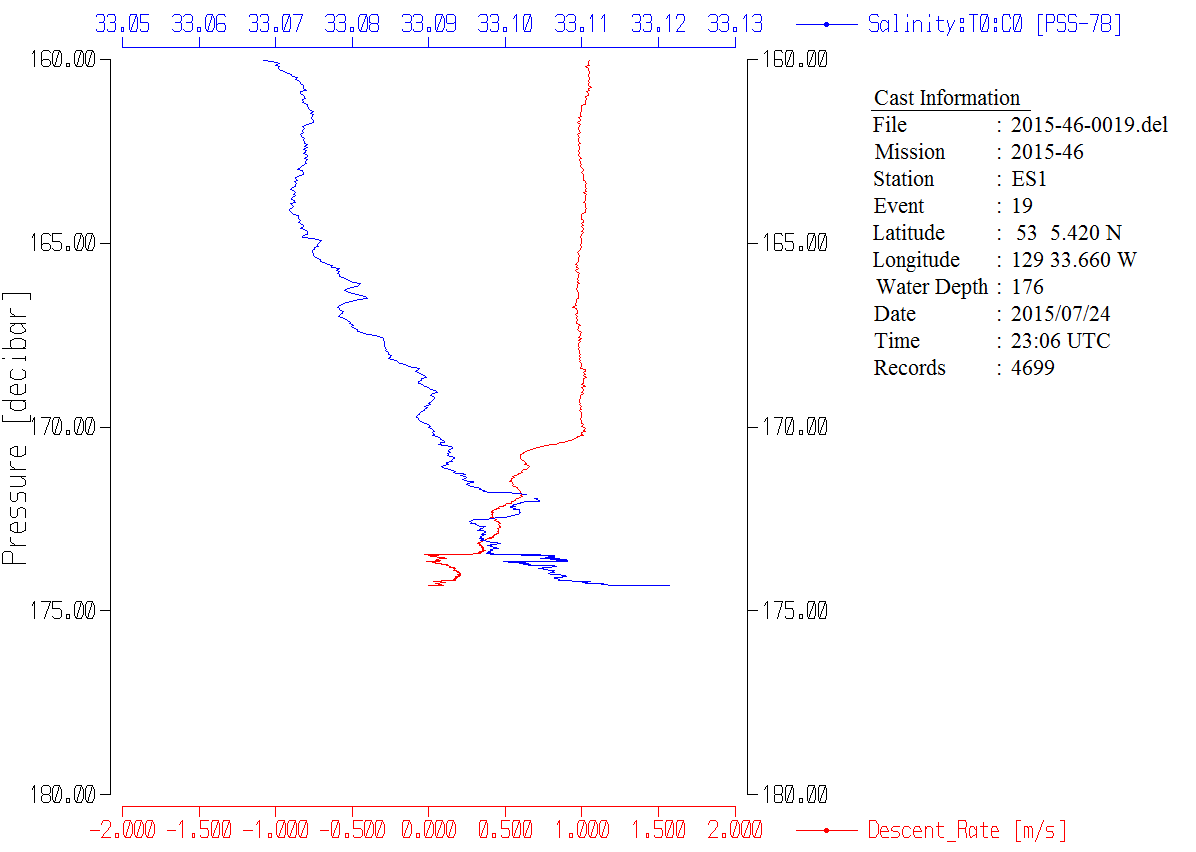 33.05 33.06 33.07 33.08 33.09 33.10 33.11 33.12 33.13 Salinity:T0:C0 [PSS-78]
160.00 160.00
Cast Information
File : 2015-46-0019.del
Mission : 2015-46
Station : ES1
Event : 19
Latitude : 53 5.420 N
165.00 165.00
Longitude : 129 33.660 W
Water Depth : 176
Date : 2015/07/24
Time : 23:06 UTC
Records : 4699
Pressure [decibar]
170.00 170.00
175.00 175.00
180.00 180.00
-2.000 -1.500 -1.000 -0.500 0.000 0.500 1.000 1.500 2.000 Descent_Rate [m/s]